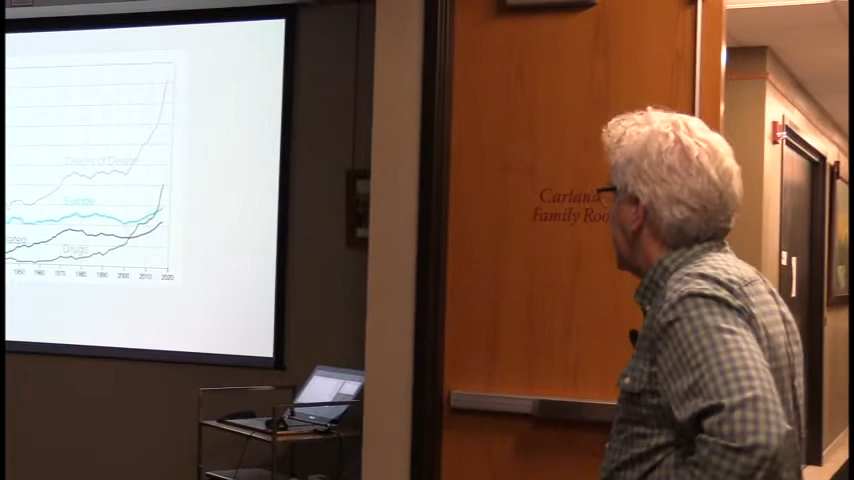 Deaths of Despair
Suicide
Drugs
1950 1960 1970 1980 1990 2000 2010 2020
Carland
Family Roo